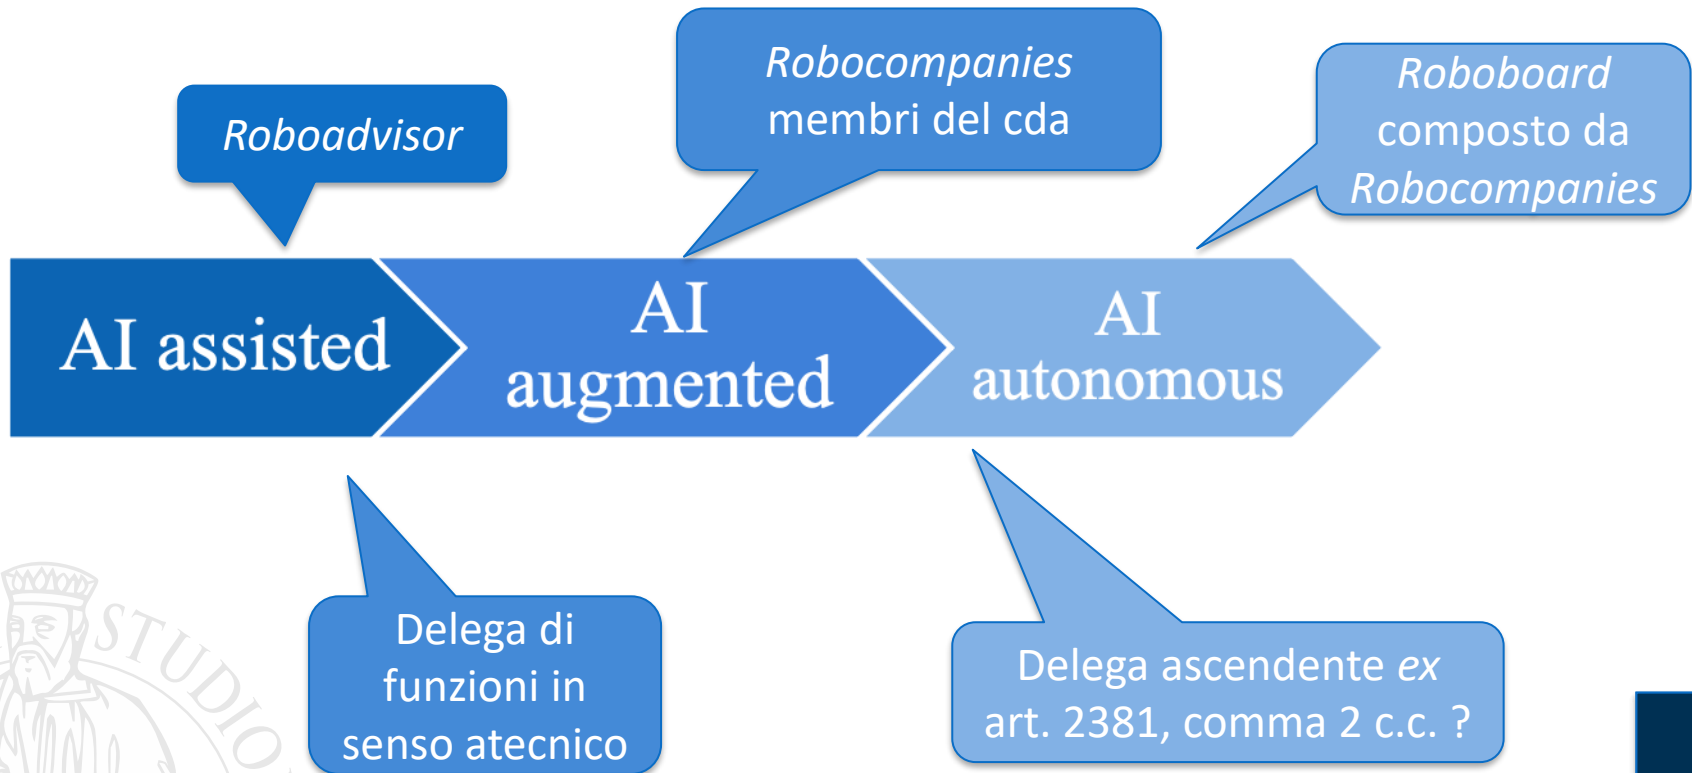 Roboadvisor
Robocompanies
membri del cda
Roboboard
composto da
Robocompanies
AI assisted
AI
augmented
AI
autonomous
Delega di
funzioni in
senso atecnico
Delega ascendente ex
art. 2381, comma 2 c.c. ?
STUDIO